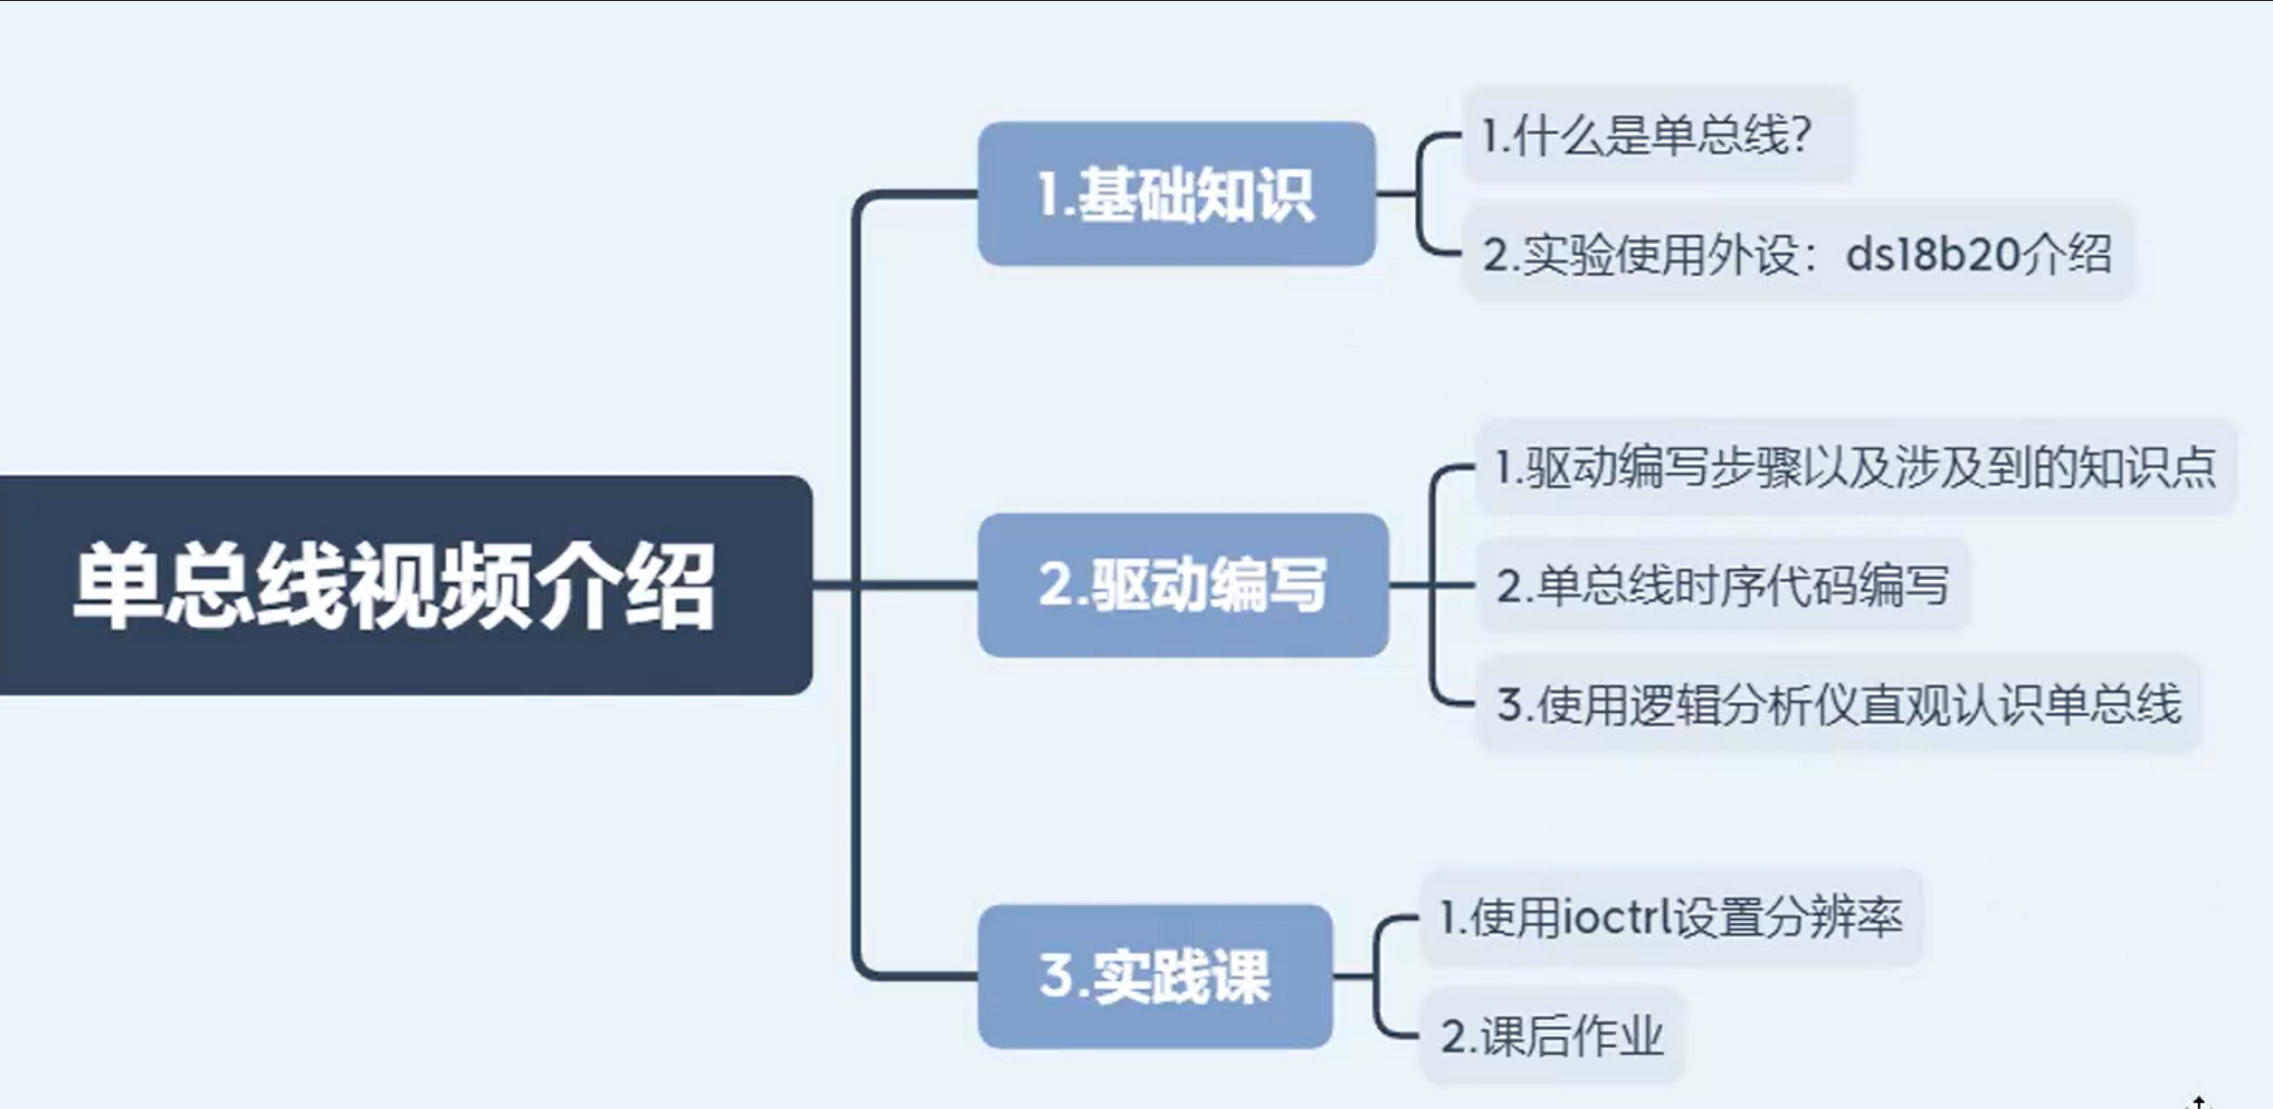 单总线视频介绍
1.基础知识
1.什么是单总线?
2.实验使用外设：ds18b20介绍
2.驱动编写
1.驱动编写步骤以及涉及到的知识点
2.单总线时序代码编写
3.使用逻辑分析仪直观认识单总线
3.实践课
1.使用ioctrl设置分辨率
2.课后作业